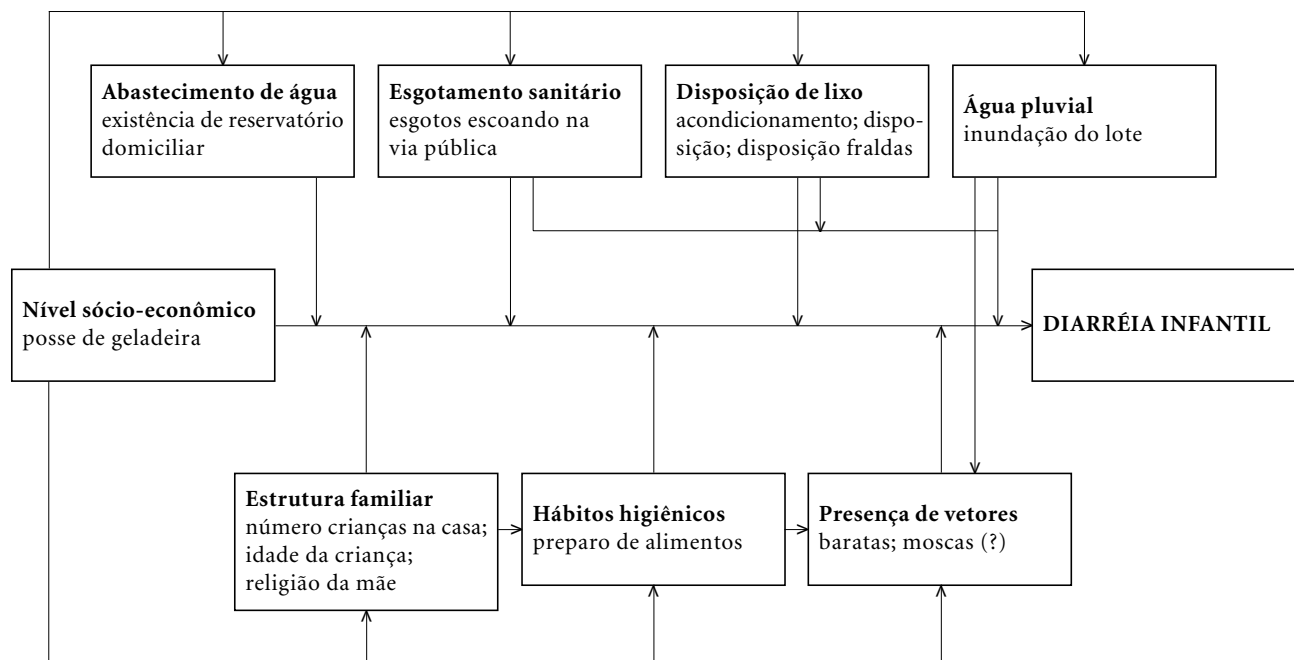 Abastecimento de água
existência de reservatório
domiciliar
Esgotamento sanitário
esgotos escoando na
via pública
Disposição de lixo
acondicionamento; dispo-
sição; disposição fraldas
Água pluvial
inundação do lote
Nível sócio-econômico
posse de geladeira
DIARRÉIA INFANTIL
Estrutura familiar
número crianças na casa;
idade da criança;
religião da mãe
Hábitos higiênicos
preparo de alimentos
Presença de vetores
baratas; moscas (?)